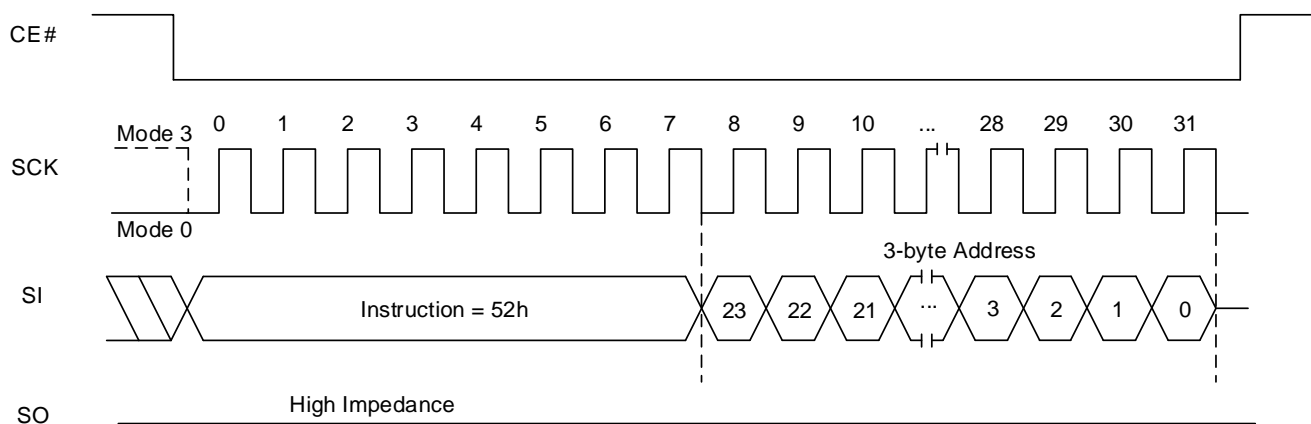 CE#
Mode 3
0 1 2 3 4 5 6 7 8 9 10 ... 28 29 30 31
SCK
Mode 0
3-byte Address
SI
Instruction = 52h
23 22 21 ... 3 2 1 0
High Impedance
SO